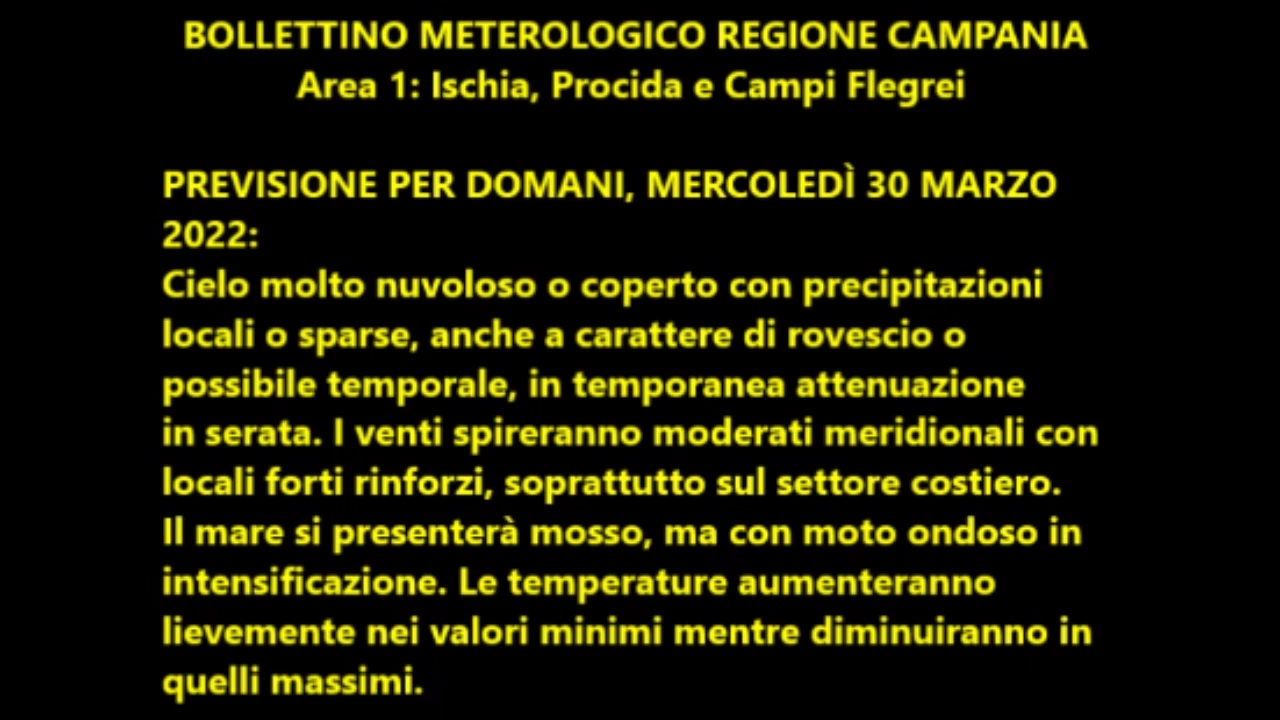 BOLLETTINO METEROLOGICO REGIONE CAMPANIA
Area 1: Ischia, Procida e Campi Flegrei
PREVISIONE PER DOMANI, MERCOLEDÌ 30 MARZO
2022:
Cielo molto nuvoloso o coperto con precipitazioni
locali o sparse, anche a carattere di rovescio o
possibile temporale, in temporanea attenuazione
in serata. I venti spireranno moderati meridionali con
locali forti rinforzi, soprattutto sul settore costiero.
Il mare si presenterà mosso, ma con moto ondoso in
intensificazione. Le temperature aumenteranno
lievemente nei valori minimi mentre diminuiranno in
quelli massimi.